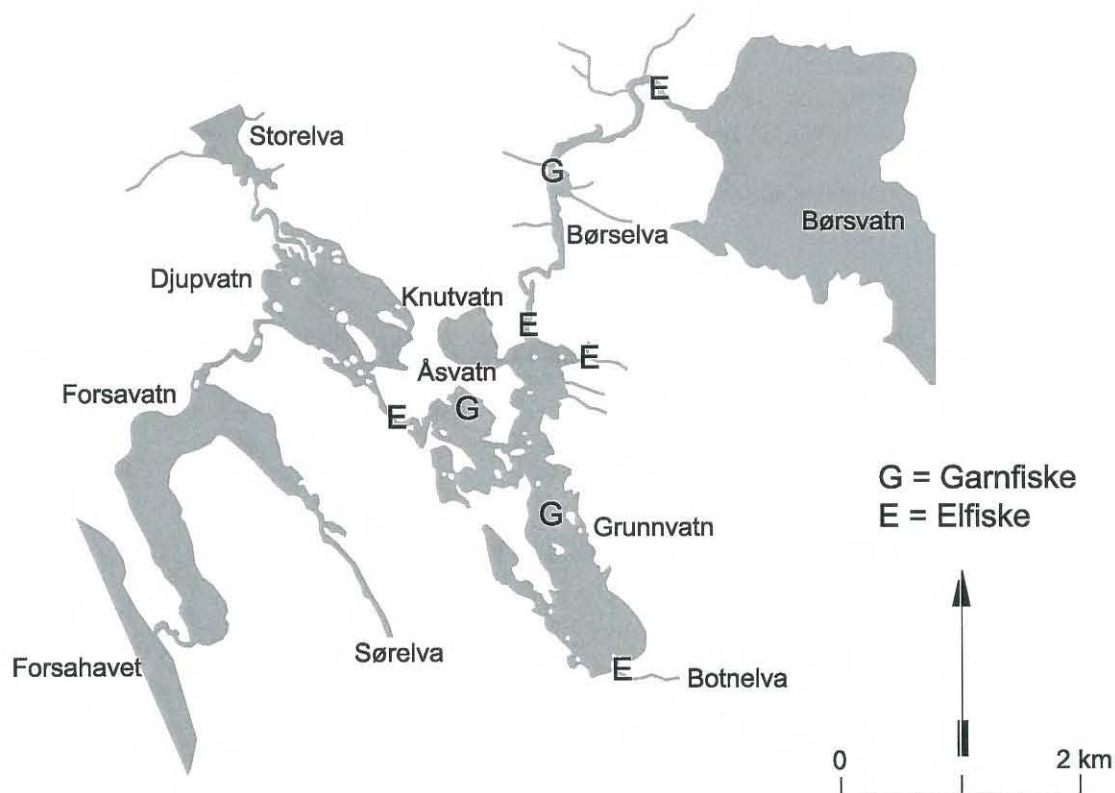 E
Storelva
G
Børsvatn
Børselva
Djupvatn
Knutvatn
E
E
Åsvatn
Forsavatn
G
E
G = Garnfiske
E = Elfiske
G
Grunnvatn
Sørelva
Forsahavet
E
Botnelva
0
2 km